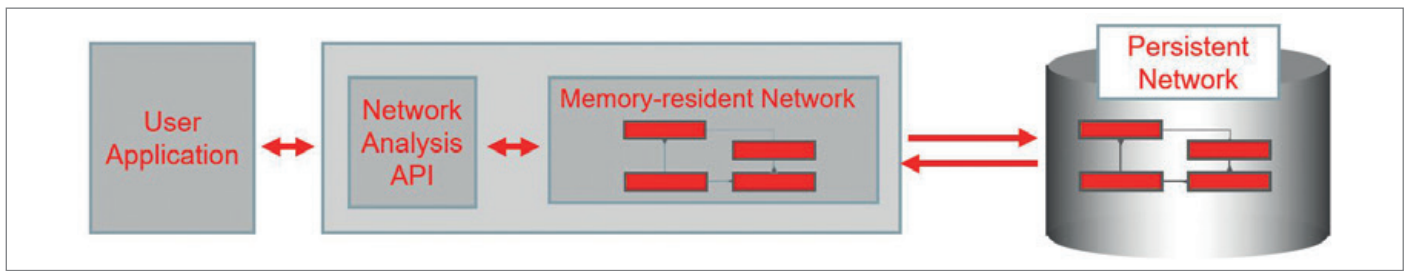 User
Application
Network
Analysis
API
Memory-resident Network
Persistent
Network